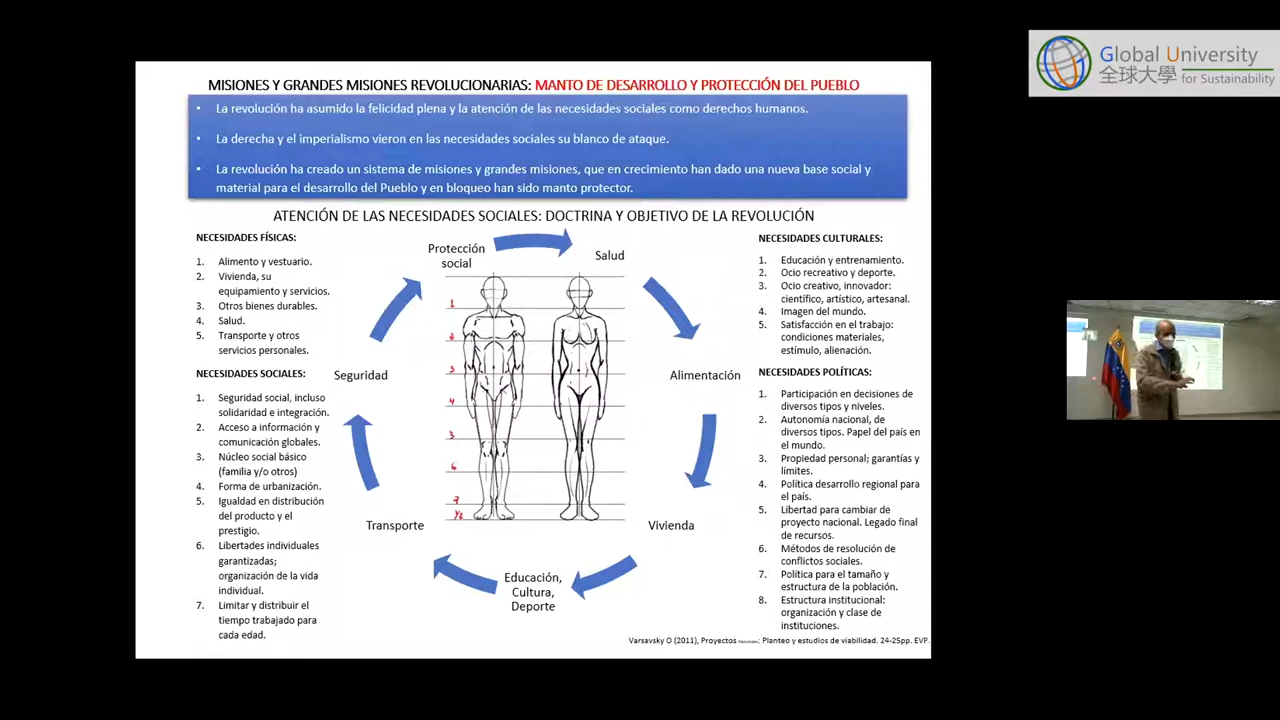 Global University
全球大學 for Sustainability
MISIONES Y GRANDES MISIONES REVOLUCIONARIAS: MANTO DE DESARROLLO Y PROTECCIÓN DEL PUEBLO
• La revolución ha asumido la felicidad plena y la atención de las necesidades sociales como derechos humanos.
• La derecha y el imperialismo vieron en las necesidades sociales su blanco de ataque.
• La revolución ha creado un sistema de misiones y grandes misiones, que en crecimiento han dado una nueva base social y
material para el desarrollo del Pueblo y en bloqueo han sido manto protector.
ATENCIÓN DE LAS NECESIDADES SOCIALES: DOCTRINA Y OBJETIVO DE LA REVOLUCIÓN
NECESIDADES FÍSICAS:
1. Alimento y vestuario.
2. Vivienda, su
equipamiento y servicios.
3. Otros bienes durables.
4. Salud.
5. Transporte y otros
servicios personales.
NECESIDADES SOCIALES:
1. Seguridad social, incluso
solidaridad e integración.
2. Acceso a información y
comunicación globales.
3. Núcleo social básico
(familia y/o otros)
4. Forma de urbanización.
5. Igualdad en distribución
del producto y el
prestigio.
6. Libertades individuales
garantizadas;
organización de la vida
individual.
7. Limitar y distribuir el
tiempo trabajado para
cada edad.
Protección
social
Salud
Alimentación
Vivienda
Educación,
Cultura,
Deporte
Transporte
Seguridad
1
2
3
4
5
6
7
½
NECESIDADES CULTURALES:
1. Educación y entrenamiento.
2. Ocio recreativo y deporte.
3. Ocio creativo, innovador:
científico, artístico, artesanal.
4. Imagen del mundo.
5. Satisfacción en el trabajo:
condiciones materiales,
estímulo, alienación.
NECESIDADES POLÍTICAS:
1. Participación en decisiones de
diversos tipos y niveles.
2. Autonomía nacional, de
diversos tipos. Papel del país en
el mundo.
3. Propiedad personal; garantías y
límites.
4. Política desarrollo regional para
el país.
5. Libertad para cambiar de
proyecto nacional. Legado final
de recursos.
6. Métodos de resolución de
conflictos sociales.
7. Política para el tamaño y
estructura de la población.
8. Estructura institucional:
organización y clase de
instituciones.
Varsavsky O (2011), Proyectos : Planteo y estudios de viabilidad. 24-25pp. EVP.